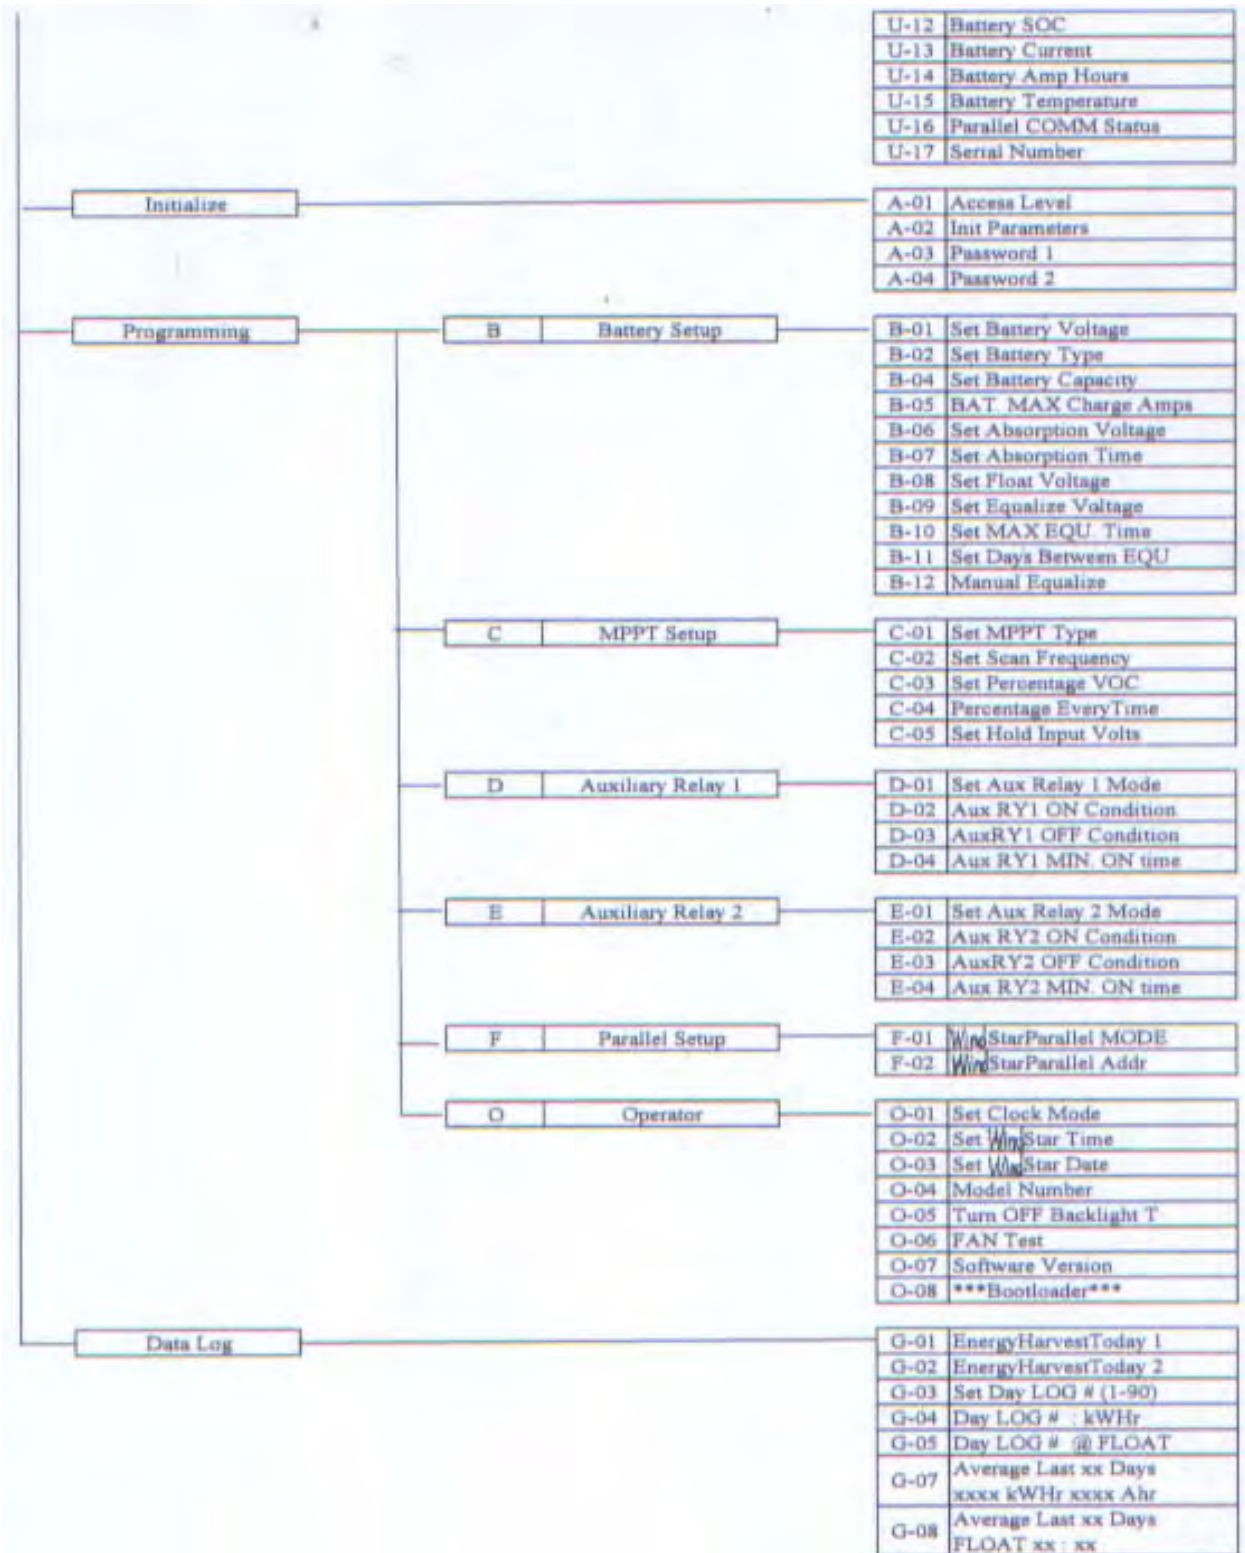 U-12 Battery SOC
U-13 Battery Current
U-14 Battery Amp Hours
U-15 Battery Temperature
U-16 Parallel COMM Status
U-17 Serial Number
Initialize
A-01 Access Level
A-02 Init Parameters
A-03 Password 1
A-04 Password 2
Programming
B Battery Setup
B-01 Set Battery Voltage
B-02 Set Battery Type
B-04 Set Battery Capacity
B-05 BAT. MAX Charge Amps
B-06 Set Absorption Voltage
B-07 Set Absorption Time
B-08 Set Float Voltage
B-09 Set Equalize Voltage
B-10 Set MAX EQU. Time
B-11 Set Days Between EQU
B-12 Manual Equalize
C MPPT Setup
C-01 Set MPPT Type
C-02 Set Scan Frequency
C-03 Set Percentage VOC
C-04 Percentage EveryTime
C-05 Set Hold Input Volts
D Auxiliary Relay 1
D-01 Set Aux Relay 1 Mode
D-02 Aux RY1 ON Condition
D-03 AuxRY1 OFF Condition
D-04 Aux RY1 MIN. ON time
E Auxiliary Relay 2
E-01 Set Aux Relay 2 Mode
E-02 Aux RY2 ON Condition
E-03 AuxRY2 OFF Condition
E-04 Aux RY2 MIN. ON time
F Parallel Setup
F-01 WindStarParallel MODE
F-02 WindStarParallel Addr
O Operator
O-01 Set Clock Mode
O-02 Set WindStar Time
O-03 Set WindStar Date
O-04 Model Number
O-05 Turn OFF Backlight T
O-06 FAN Test
O-07 Software Version
O-08 ***Bootloader***
Data Log
G-01 EnergyHarvestToday 1
G-02 EnergyHarvestToday 2
G-03 Set Day LOG # (1-90)
G-04 Day LOG # : kWHr
G-05 Day LOG # @ FLOAT
G-07 Average Last xx Days
xxxx kWHr xxxx Ahr
G-08 Average Last xx Days
FLOAT xx : xx